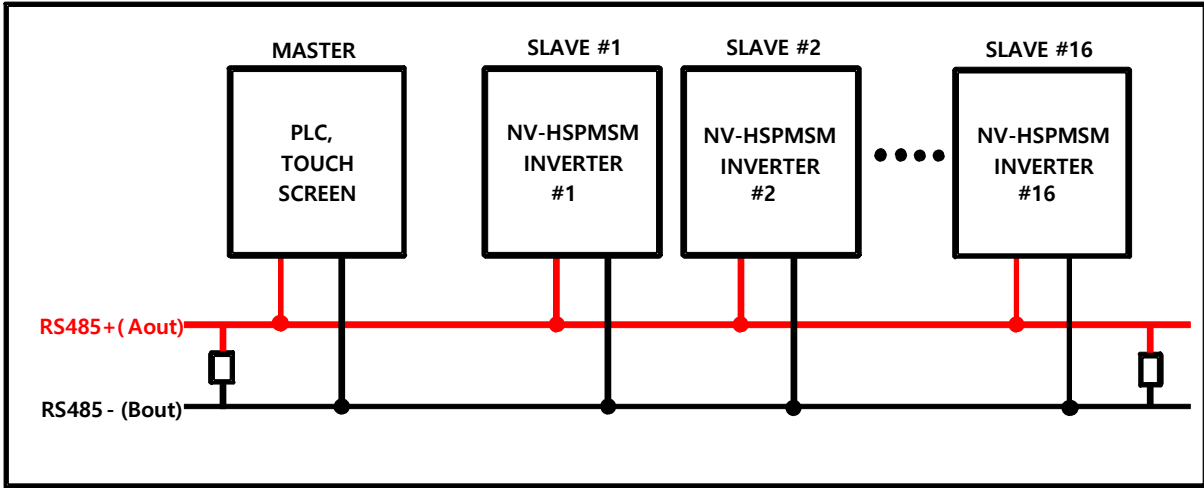 MASTER
SLAVE #1
SLAVE #2
SLAVE #16
PLC,
TOUCH
SCREEN
NV-HSPMSM
INVERTER
#1
NV-HSPMSM
INVERTER
#2
NV-HSPMSM
INVERTER
#16
RS485+( Aout)
RS485 - (Bout)